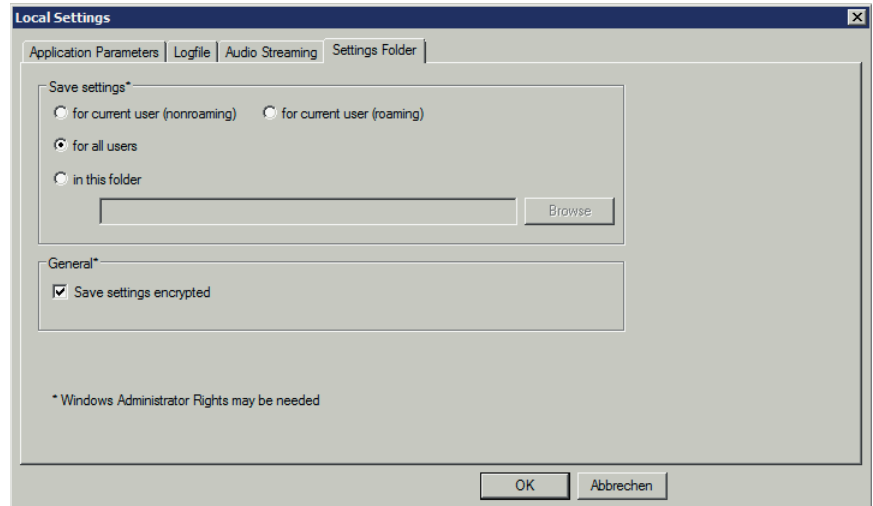 Local Settings
Application Parameters Logfile Audio Streaming Settings Folder
Save settings*
for current user (nonroaming) for current user (roaming)
for all users
in this folder
Browse
General*
Save settings encrypted
* Windows Administrator Rights may be needed
OK Abbrechen